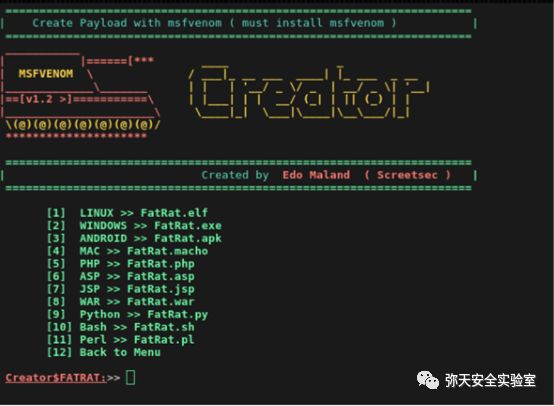 Create Payload with msfvenom ( must install msfvenom )
MSFVENOM
Creator
[v1.2 >]
Created by Edo Maland ( Screetsec )
[1] LINUX >> FatRat.elf
[2] WINDOWS >> FatRat.exe
[3] ANDROID >> FatRat.apk
[4] MAC >> FatRat.macho
[5] PHP >> FatRat.php
[6] ASP >> FatRat.asp
[7] JSP >> FatRat.jsp
[8] WAR >> FatRat.war
[9] Python >> FatRat.py
[10] Bash >> FatRat.sh
[11] Perl >> FatRat.pl
[12] Back to Menu
Creator$FATRAT:>>
弥天安全实验室